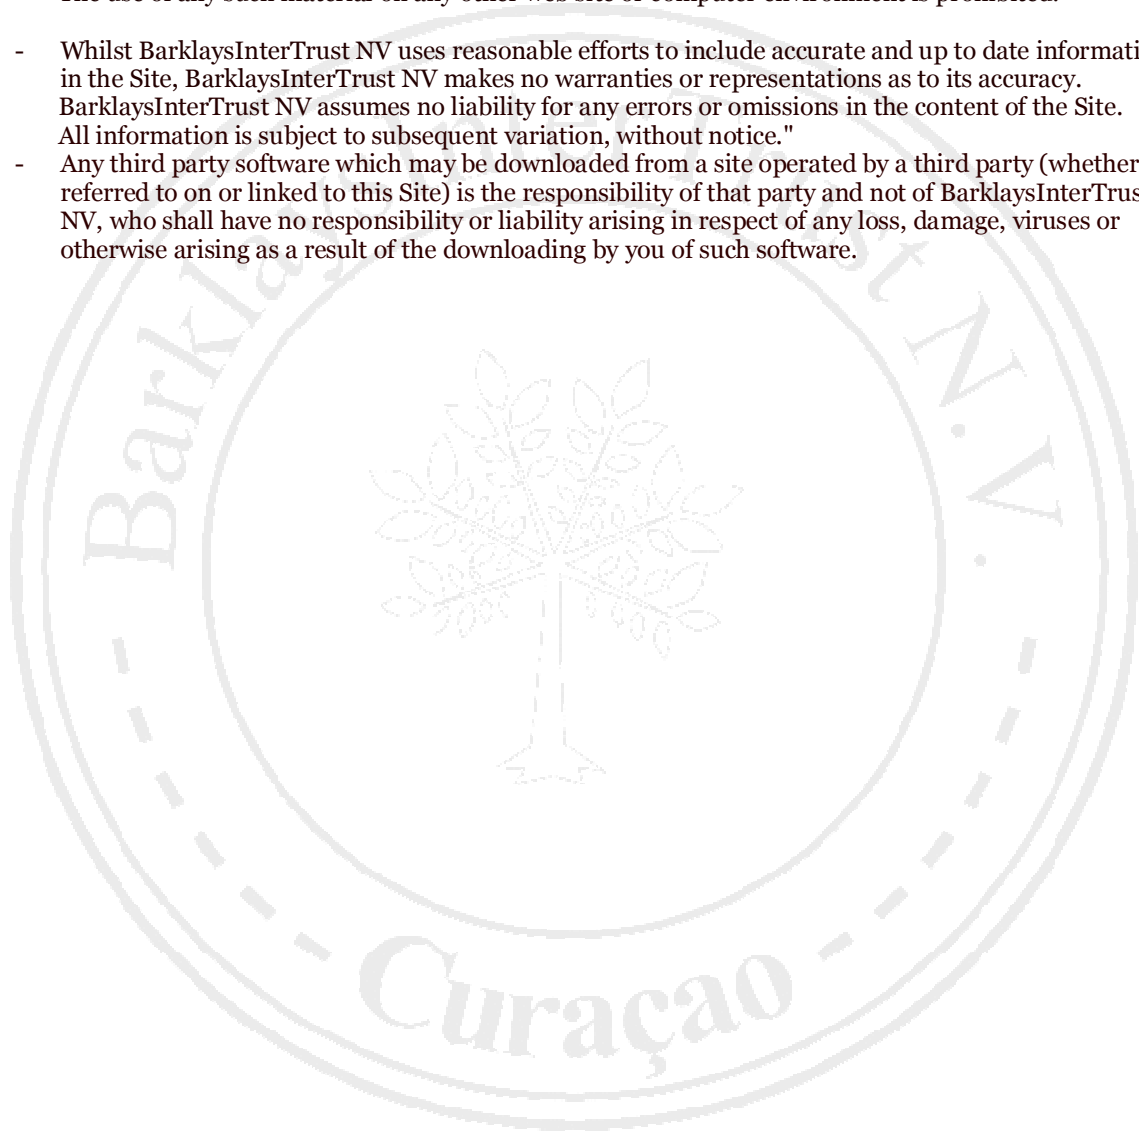 The use of any such material on any other web site or computer environment is prohibited.
- Whilst BarklaysInterTrust NV uses reasonable efforts to include accurate and up to date informati
in the Site, BarklaysInterTrust NV makes no warranties or representations as to its accuracy.
BarklaysInterTrust NV assumes no liability for any errors or omissions in the content of the Site.
All information is subject to subsequent variation, without notice."
- Any third party software which may be downloaded from a site operated by a third party (whether
referred to on or linked to this Site) is the responsibility of that party and not of BarklaysInterTrus
NV, who shall have no responsibility or liability arising in respect of any loss, damage, viruses or
otherwise arising as a result of the downloading by you of such software.
Barklays InterTrust N.V.
Curaçao